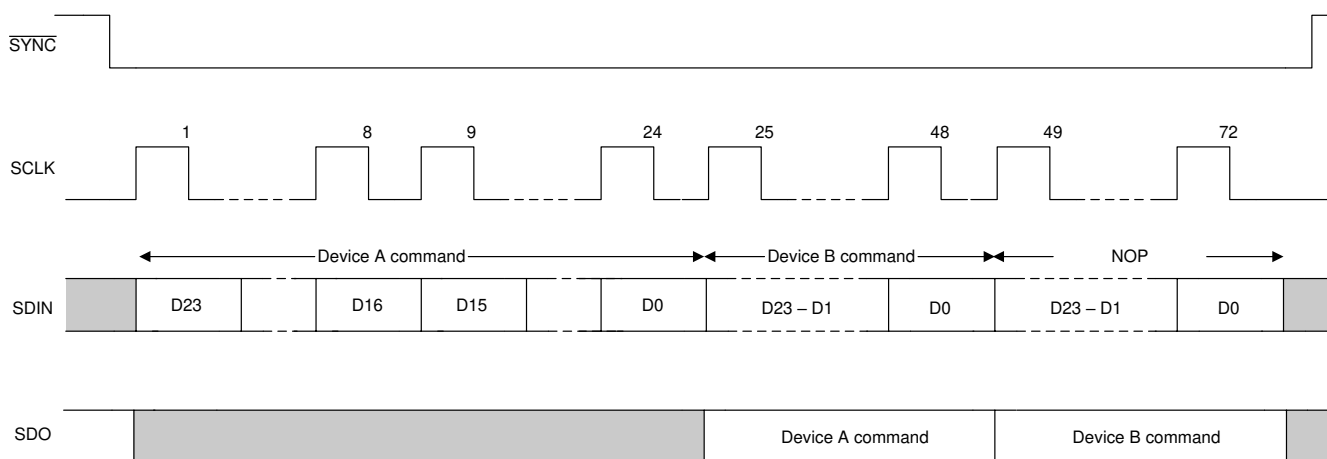 SYNC
1 8 9 24 25 48 49 72
SCLK
Device A command Device B command NOP
SDIN D23 D16 D15 D0 D23 – D1 D0 D23 – D1 D0
SDO Device A command Device B command